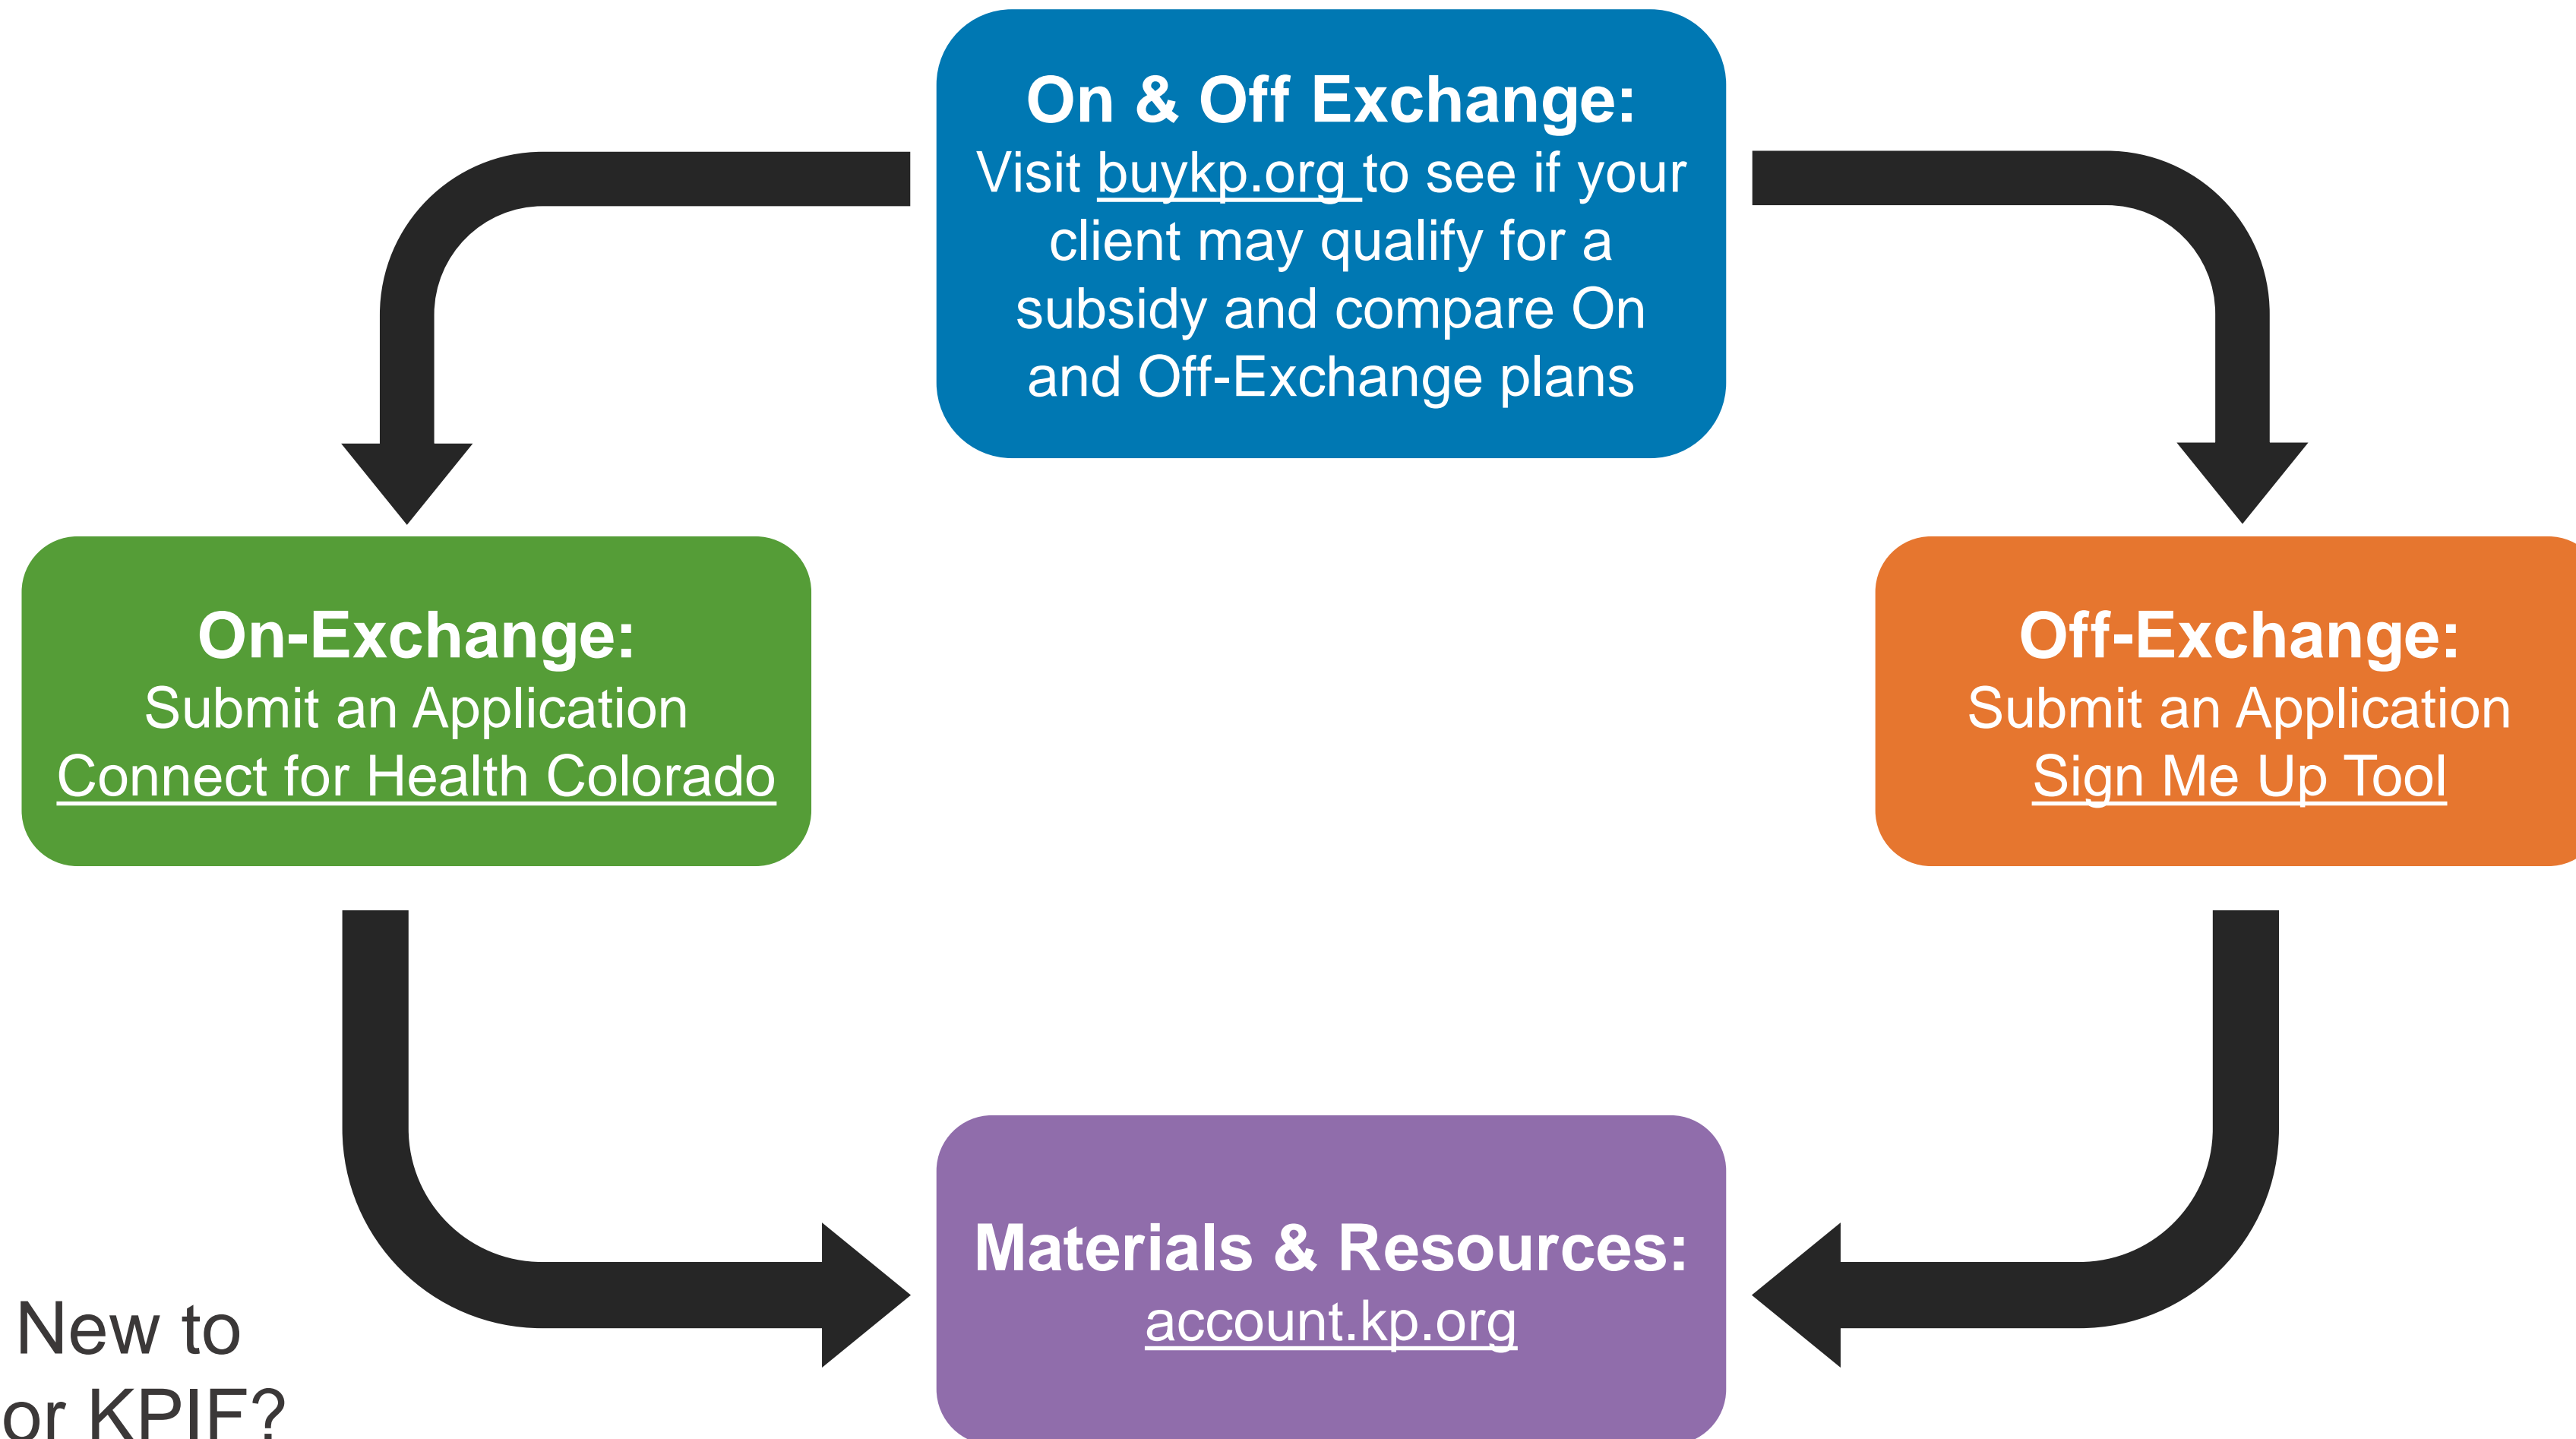 On & Off Exchange:
Visit buykp.org to see if your
client may qualify for a
subsidy and compare On
and Off-Exchange plans
On-Exchange:
Submit an Application
Connect for Health Colorado
Off-Exchange:
Submit an Application
Sign Me Up Tool
Materials & Resources:
account.kp.org
New to
or KPIF?